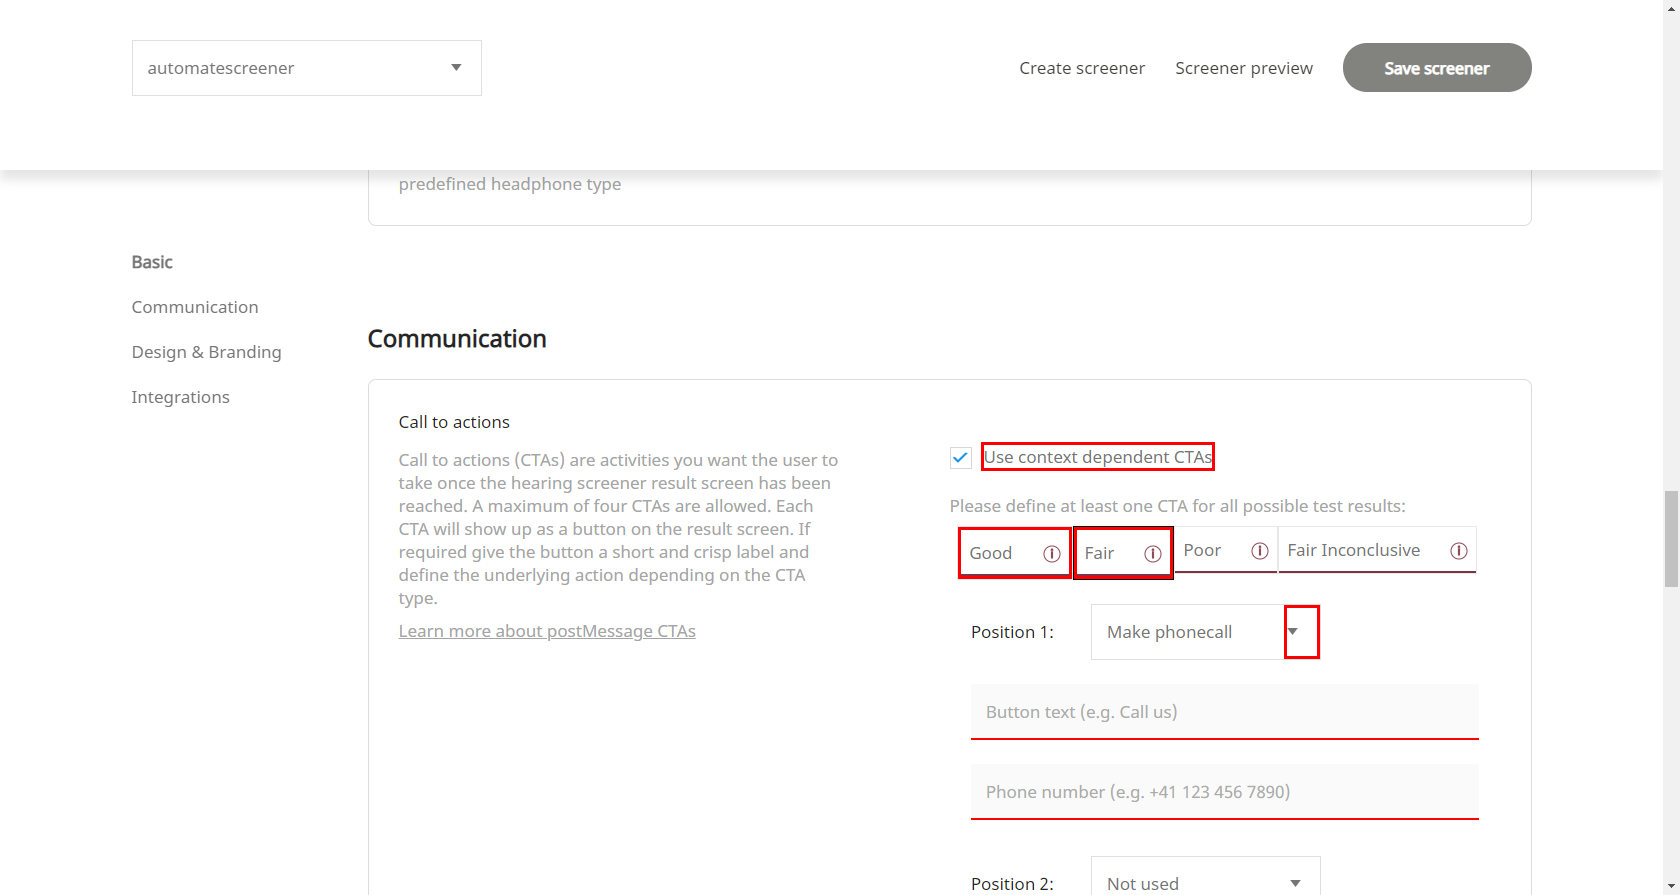 automatescreener
Create screener
Screener preview
Save screener
predefined headphone type
Basic
Communication
Design & Branding
Integrations
Communication
Call to actions
Call to actions (CTAs) are activities you want the user to
take once the hearing screener result screen has been
reached. A maximum of four CTAs are allowed. Each
CTA will show up as a button on the result screen. If
required give the button a short and crisp label and
define the underlying action depending on the CTA
type.
Learn more about postMessage CTAs
Use context dependent CTAs
Please define at least one CTA for all possible test results:
Good
Fair
Poor
Fair Inconclusive
Position 1:
Make phonecall
Button text (e.g. Call us)
Phone number (e.g. +41 123 456 7890)
Position 2:
Not used